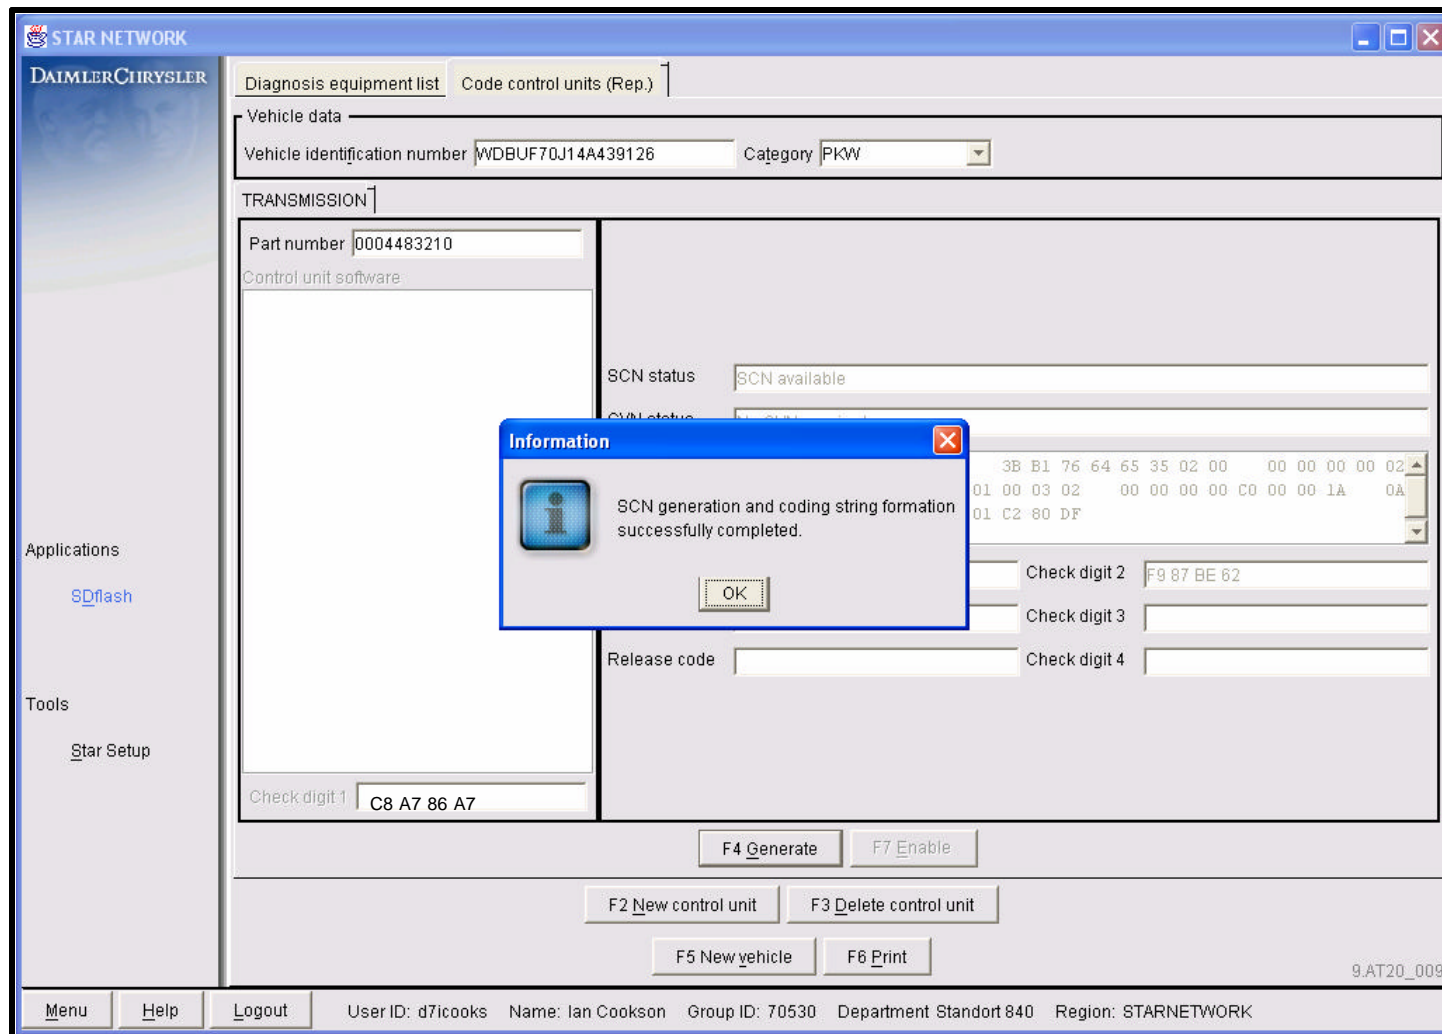 STAR NETWORK
DAIMLERCHRYSLER
Diagnosis equipment list Code control units (Rep.)
Vehicle data
Vehicle identification number WDBUF70J14A439126 Category PKW
TRANSMISSION
Part number 0004483210
Control unit software
SCN status SCN available
CVN status
Information
3B B1 76 64 65 35 02 00 00 00 00 00 02
01 00 03 02 00 00 00 00 C0 00 00 1A 0A
01 C2 80 DF
SCN generation and coding string formation
successfully completed.
OK
Applications
SDflash
Check digit 2 F9 87 BE 62
Check digit 3
Release code Check digit 4
Tools
Star Setup
Check digit 1 C8 A7 86 A7
F4 Generate F7 Enable
F2 New control unit F3 Delete control unit
F5 New vehicle F6 Print
9.AT20_009
Menu Help Logout User ID: d7icooks Name: Ian Cookson Group ID: 70530 Department Standort 840 Region: STARNETWORK